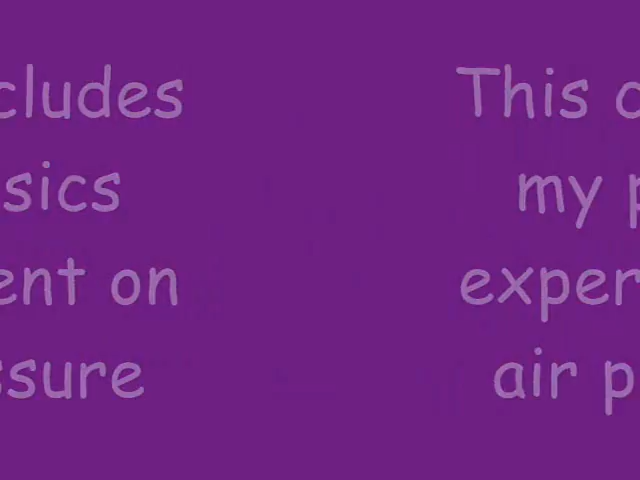 cludes This
sics my
ent on exper
ssure air p